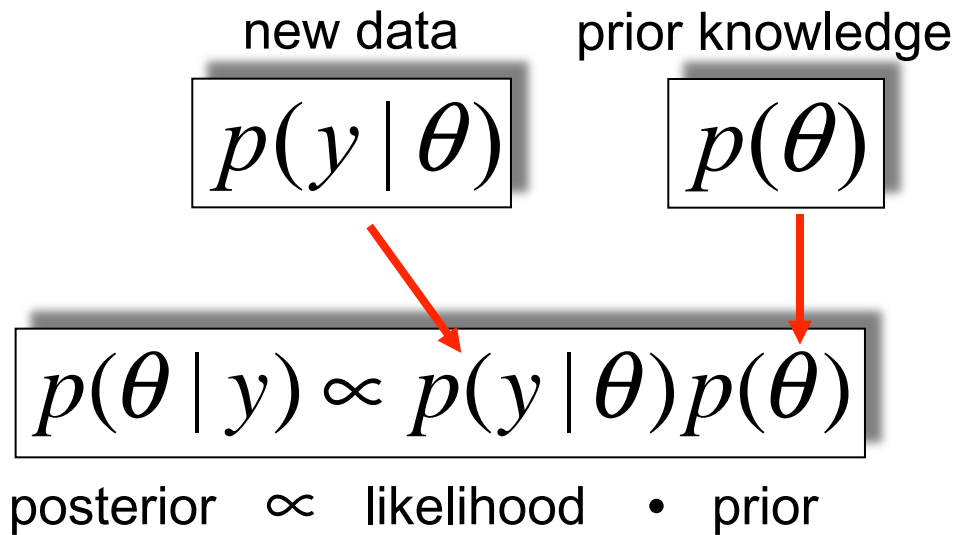 new data prior knowledge
p(y | θ) p(θ)
p(θ | y) ∝ p(y | θ)p(θ)
posterior ∝ likelihood • prior